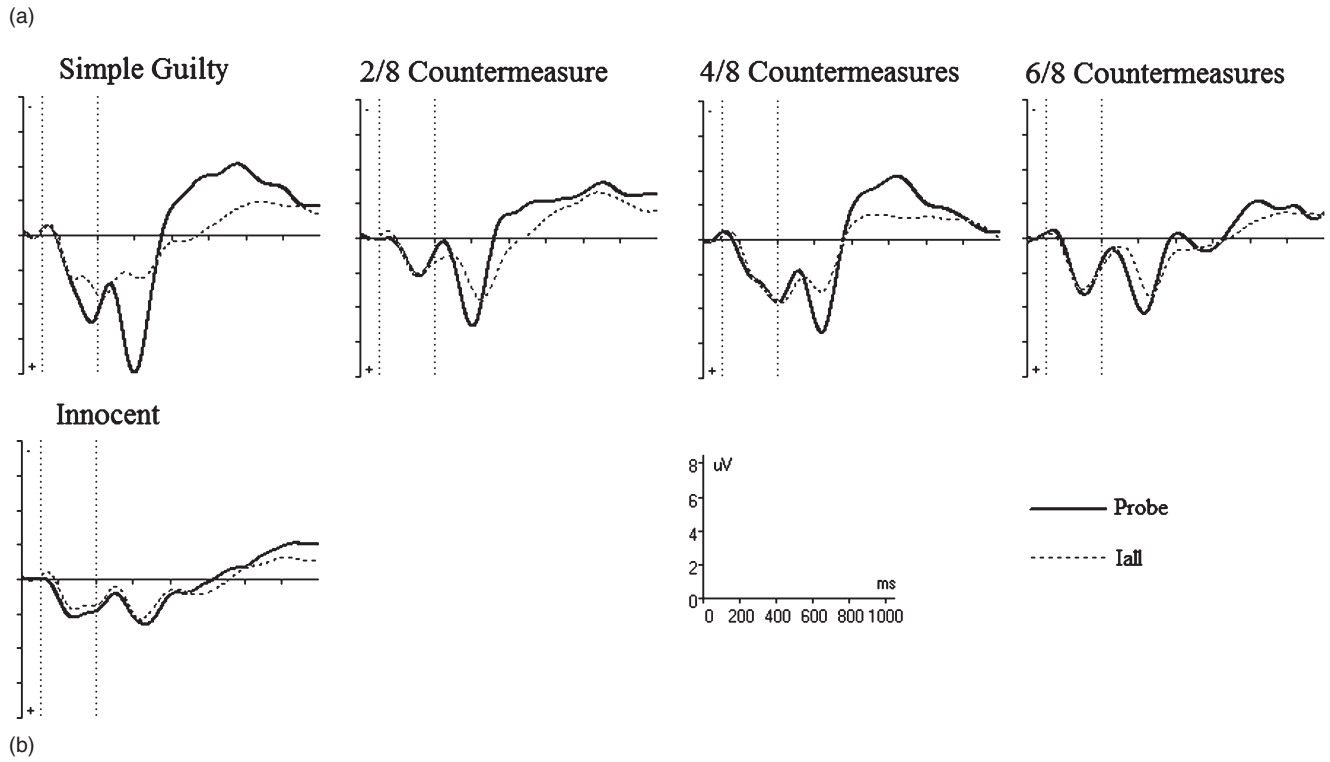 (a)
Simple Guilty
2/8 Countermeasure
4/8 Countermeasures
6/8 Countermeasures
- - - -
+ + + +
Innocent
-
8 uV
6
4
2
0
ms
0 200 400 600 800 1000
Probe
Iall
+
(b)